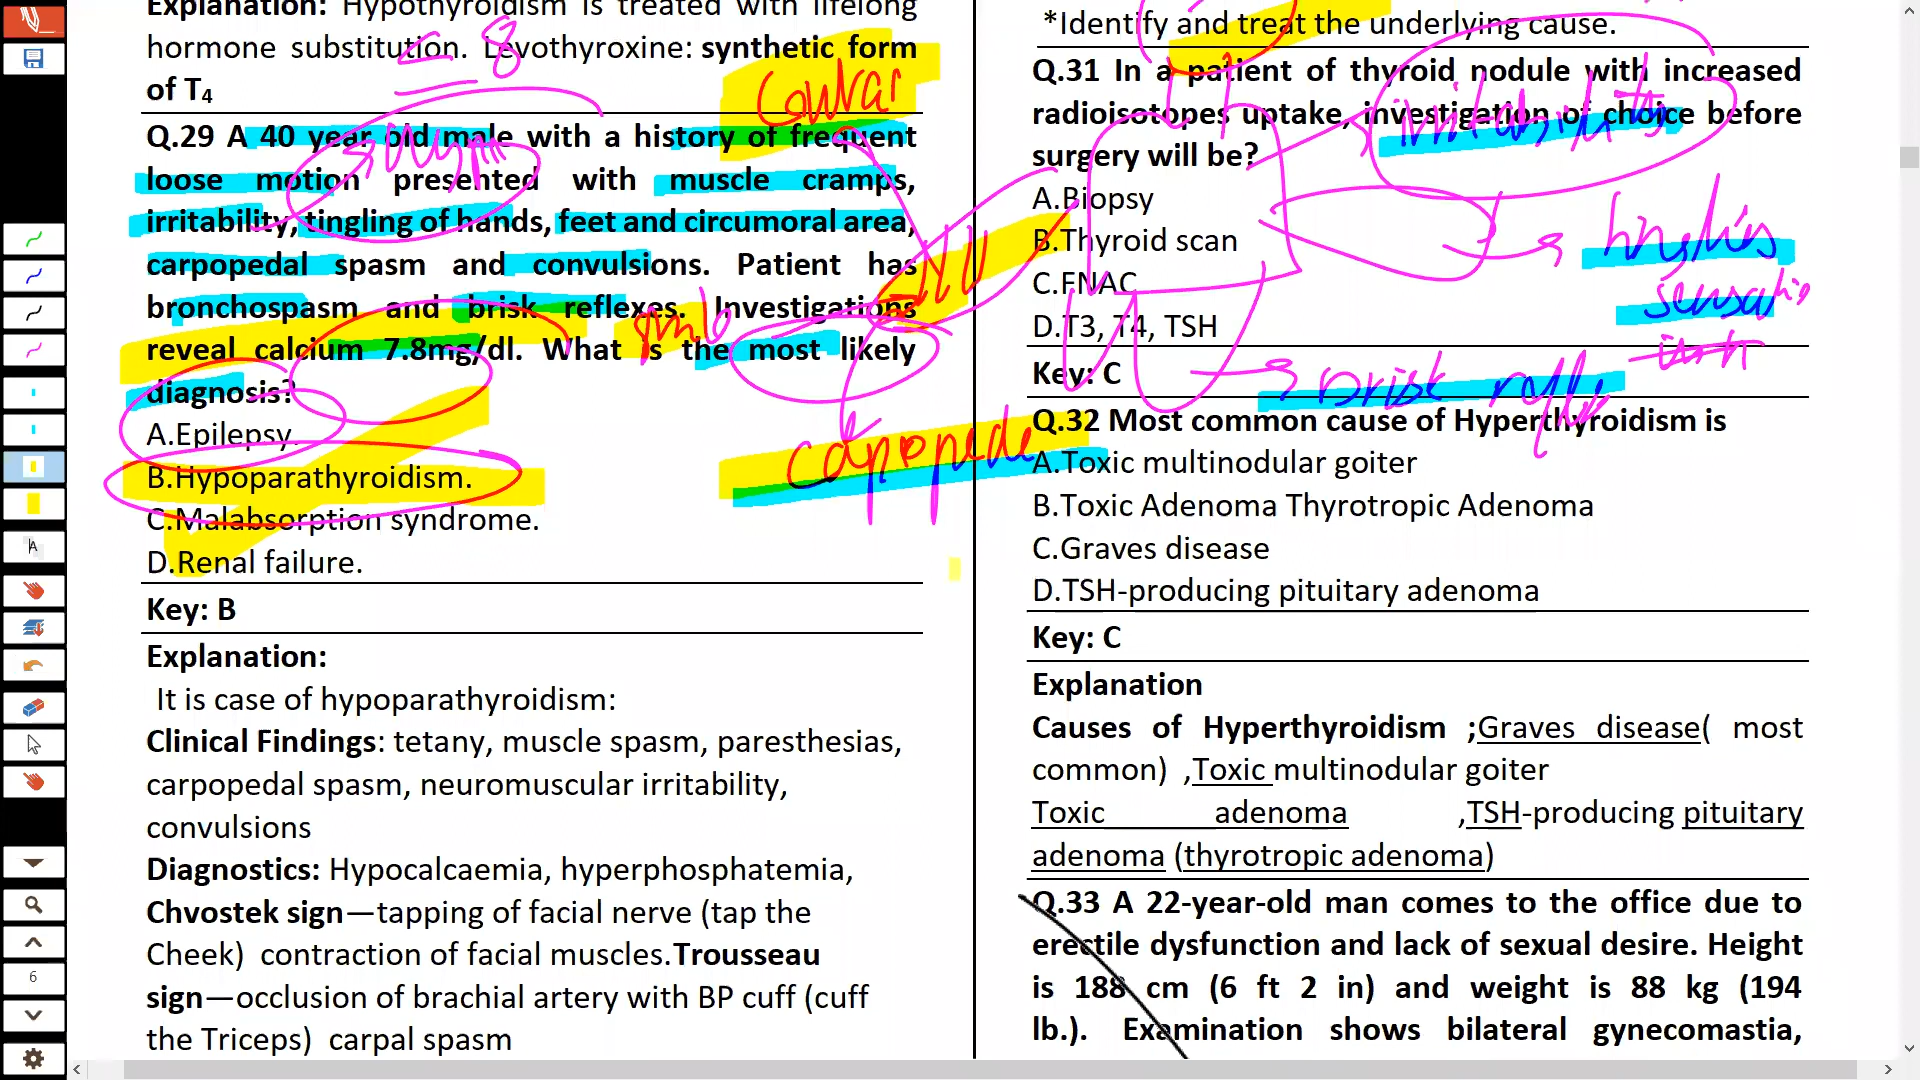 Explanation: Hypothyroidism is treated with lifelong
hormone substitution. Levothyroxine: synthetic form
of T4
Q.29 A 40 year old male with a history of frequent
loose motion presented with muscle cramps,
irritability, tingling of hands, feet and circumoral area,
carpopedal spasm and convulsions. Patient has
bronchospasm and brisk reflexes. Investigations
reveal calcium 7.8mg/dl. What is the most likely
diagnosis?
A.Epilepsy.
B.Hypoparathyroidism.
C.Malabsorption syndrome.
D.Renal failure.
Key: B
Explanation:
It is case of hypoparathyroidism:
Clinical Findings: tetany, muscle spasm, paresthesias,
carpopedal spasm, neuromuscular irritability,
convulsions
Diagnostics: Hypocalcaemia, hyperphosphatemia,
Chvostek sign—tapping of facial nerve (tap the
Cheek) contraction of facial muscles.Trousseau
sign—occlusion of brachial artery with BP cuff (cuff
the Triceps) carpal spasm
*Identify and treat the underlying cause.
Q.31 In a patient of thyroid nodule with increased
radioisotopes uptake, investigation of choice before
surgery will be?
A.Biopsy
B.Thyroid scan
C.FNAC
D.T3, T4, TSH
Key: C
Q.32 Most common cause of Hyperthyroidism is
A.Toxic multinodular goiter
B.Toxic Adenoma Thyrotropic Adenoma
C.Graves disease
D.TSH-producing pituitary adenoma
Key: C
Explanation
Causes of Hyperthyroidism ;Graves disease( most
common) ,Toxic multinodular goiter
Toxic adenoma ,TSH-producing pituitary
adenoma (thyrotropic adenoma)
Q.33 A 22-year-old man comes to the office due to
erectile dysfunction and lack of sexual desire. Height
is 188 cm (6 ft 2 in) and weight is 88 kg (194
lb.). Examination shows bilateral gynecomastia,
8
brisk
6